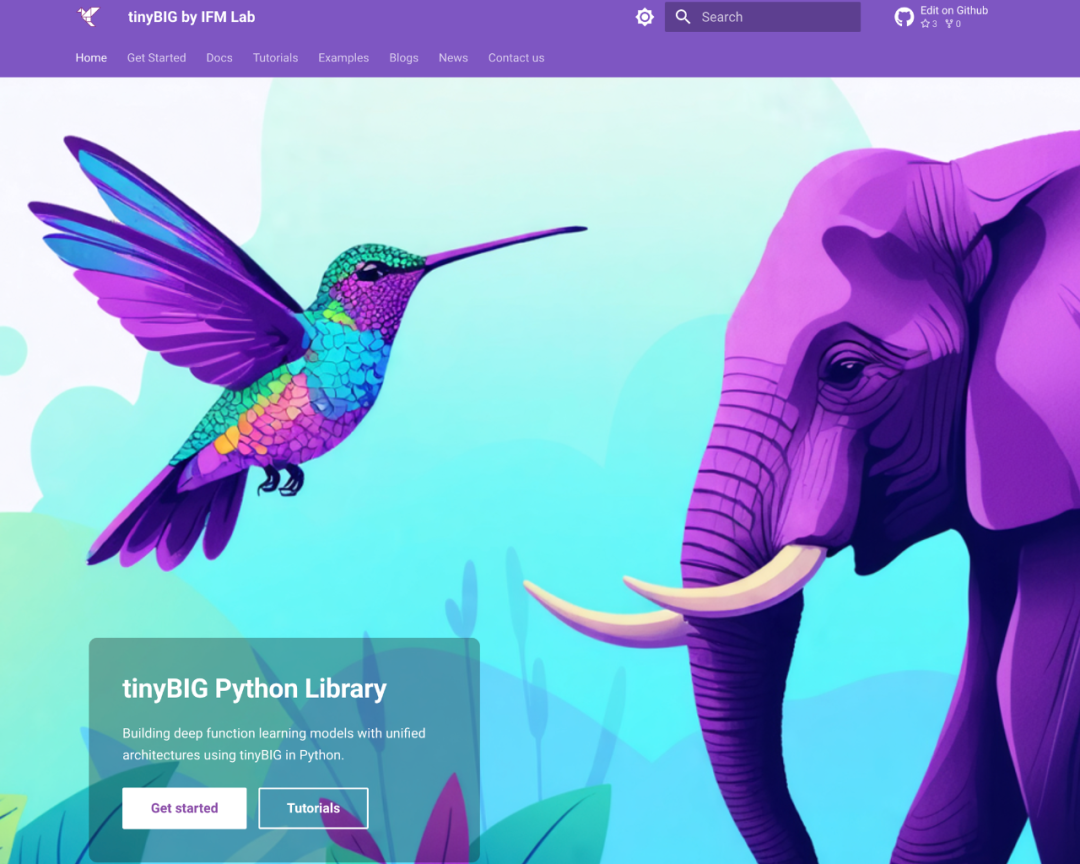 tinyBIG by IFM Lab
Search
Edit on Github
3 0
Home Get Started Docs Tutorials Examples Blogs News Contact us
tinyBIG Python Library
Building deep function learning models with unified
architectures using tinyBIG in Python.
Get started Tutorials